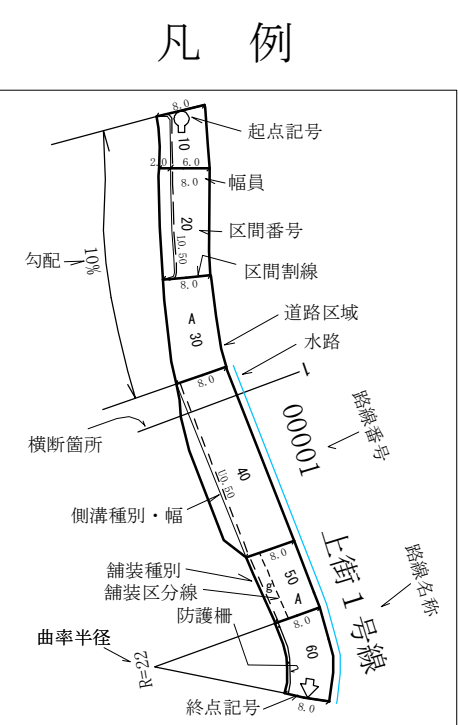 凡　例
8.0
起点記号
10
2.0 6.0
8.0
幅員
20
区間番号
L0.50
勾配
10%
区間割線
8.0
道路区域
A
30
水路
8.0
1
路線番号
00001
横断箇所
40
U0.50
側溝種別・幅
上街1号線
路線名称
8.0
舗装種別
舗装区分線
50
A
防護柵
8.0
曲率半径
R=22
60
終点記号
8.0